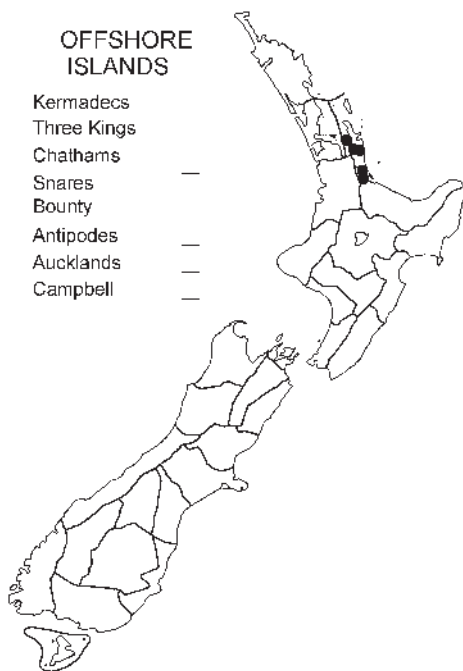 OFFSHORE
ISLANDS
Kermadecs
Three Kings
Chathams
Snares
Bounty
Antipodes
Aucklands
Campbell